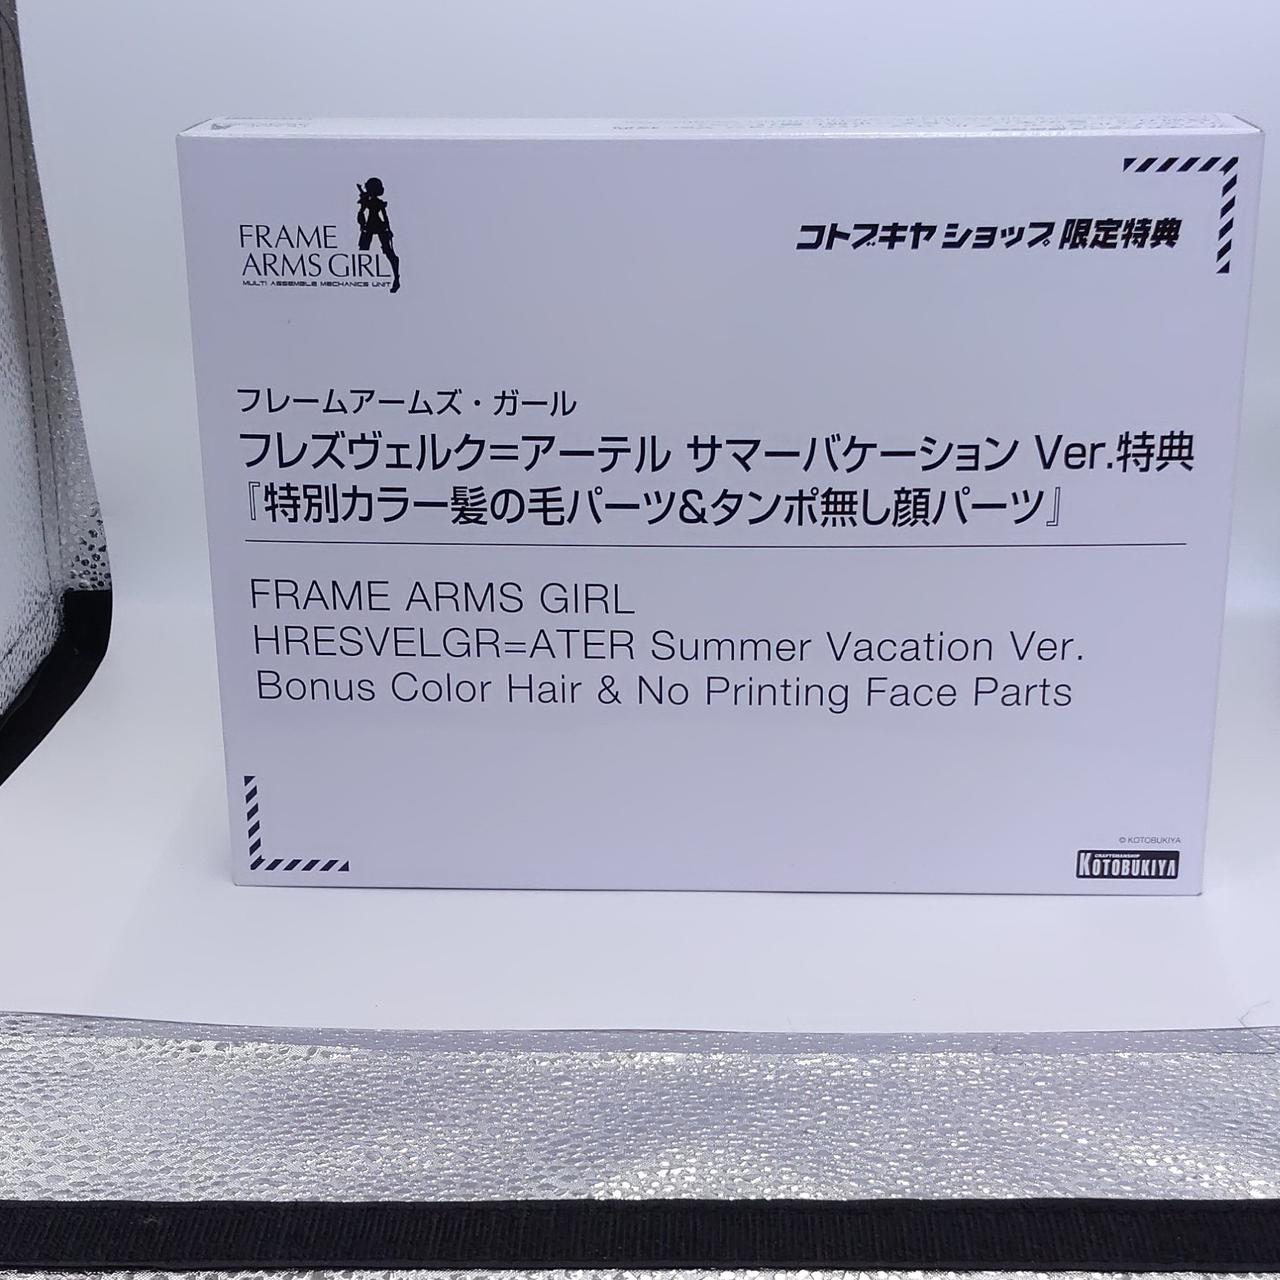 FRAME
ARMS GIRL
MULTI ASSEMBLE MECHANICS UNIT
コトブキヤ ショップ 限定特典
フレームアームズ・ガール
フレズヴェルク=アーテル サマーバケーション Ver.特典
『特別カラー髪の毛パーツ&タンポ無し顔パーツ』
FRAME ARMS GIRL
HRESVELGR=ATER Summer Vacation Ver.
Bonus Color Hair & No Printing Face Parts
© KOTOBUKIYA
CRAFTSMANSHIP
KOTOBUKIYA